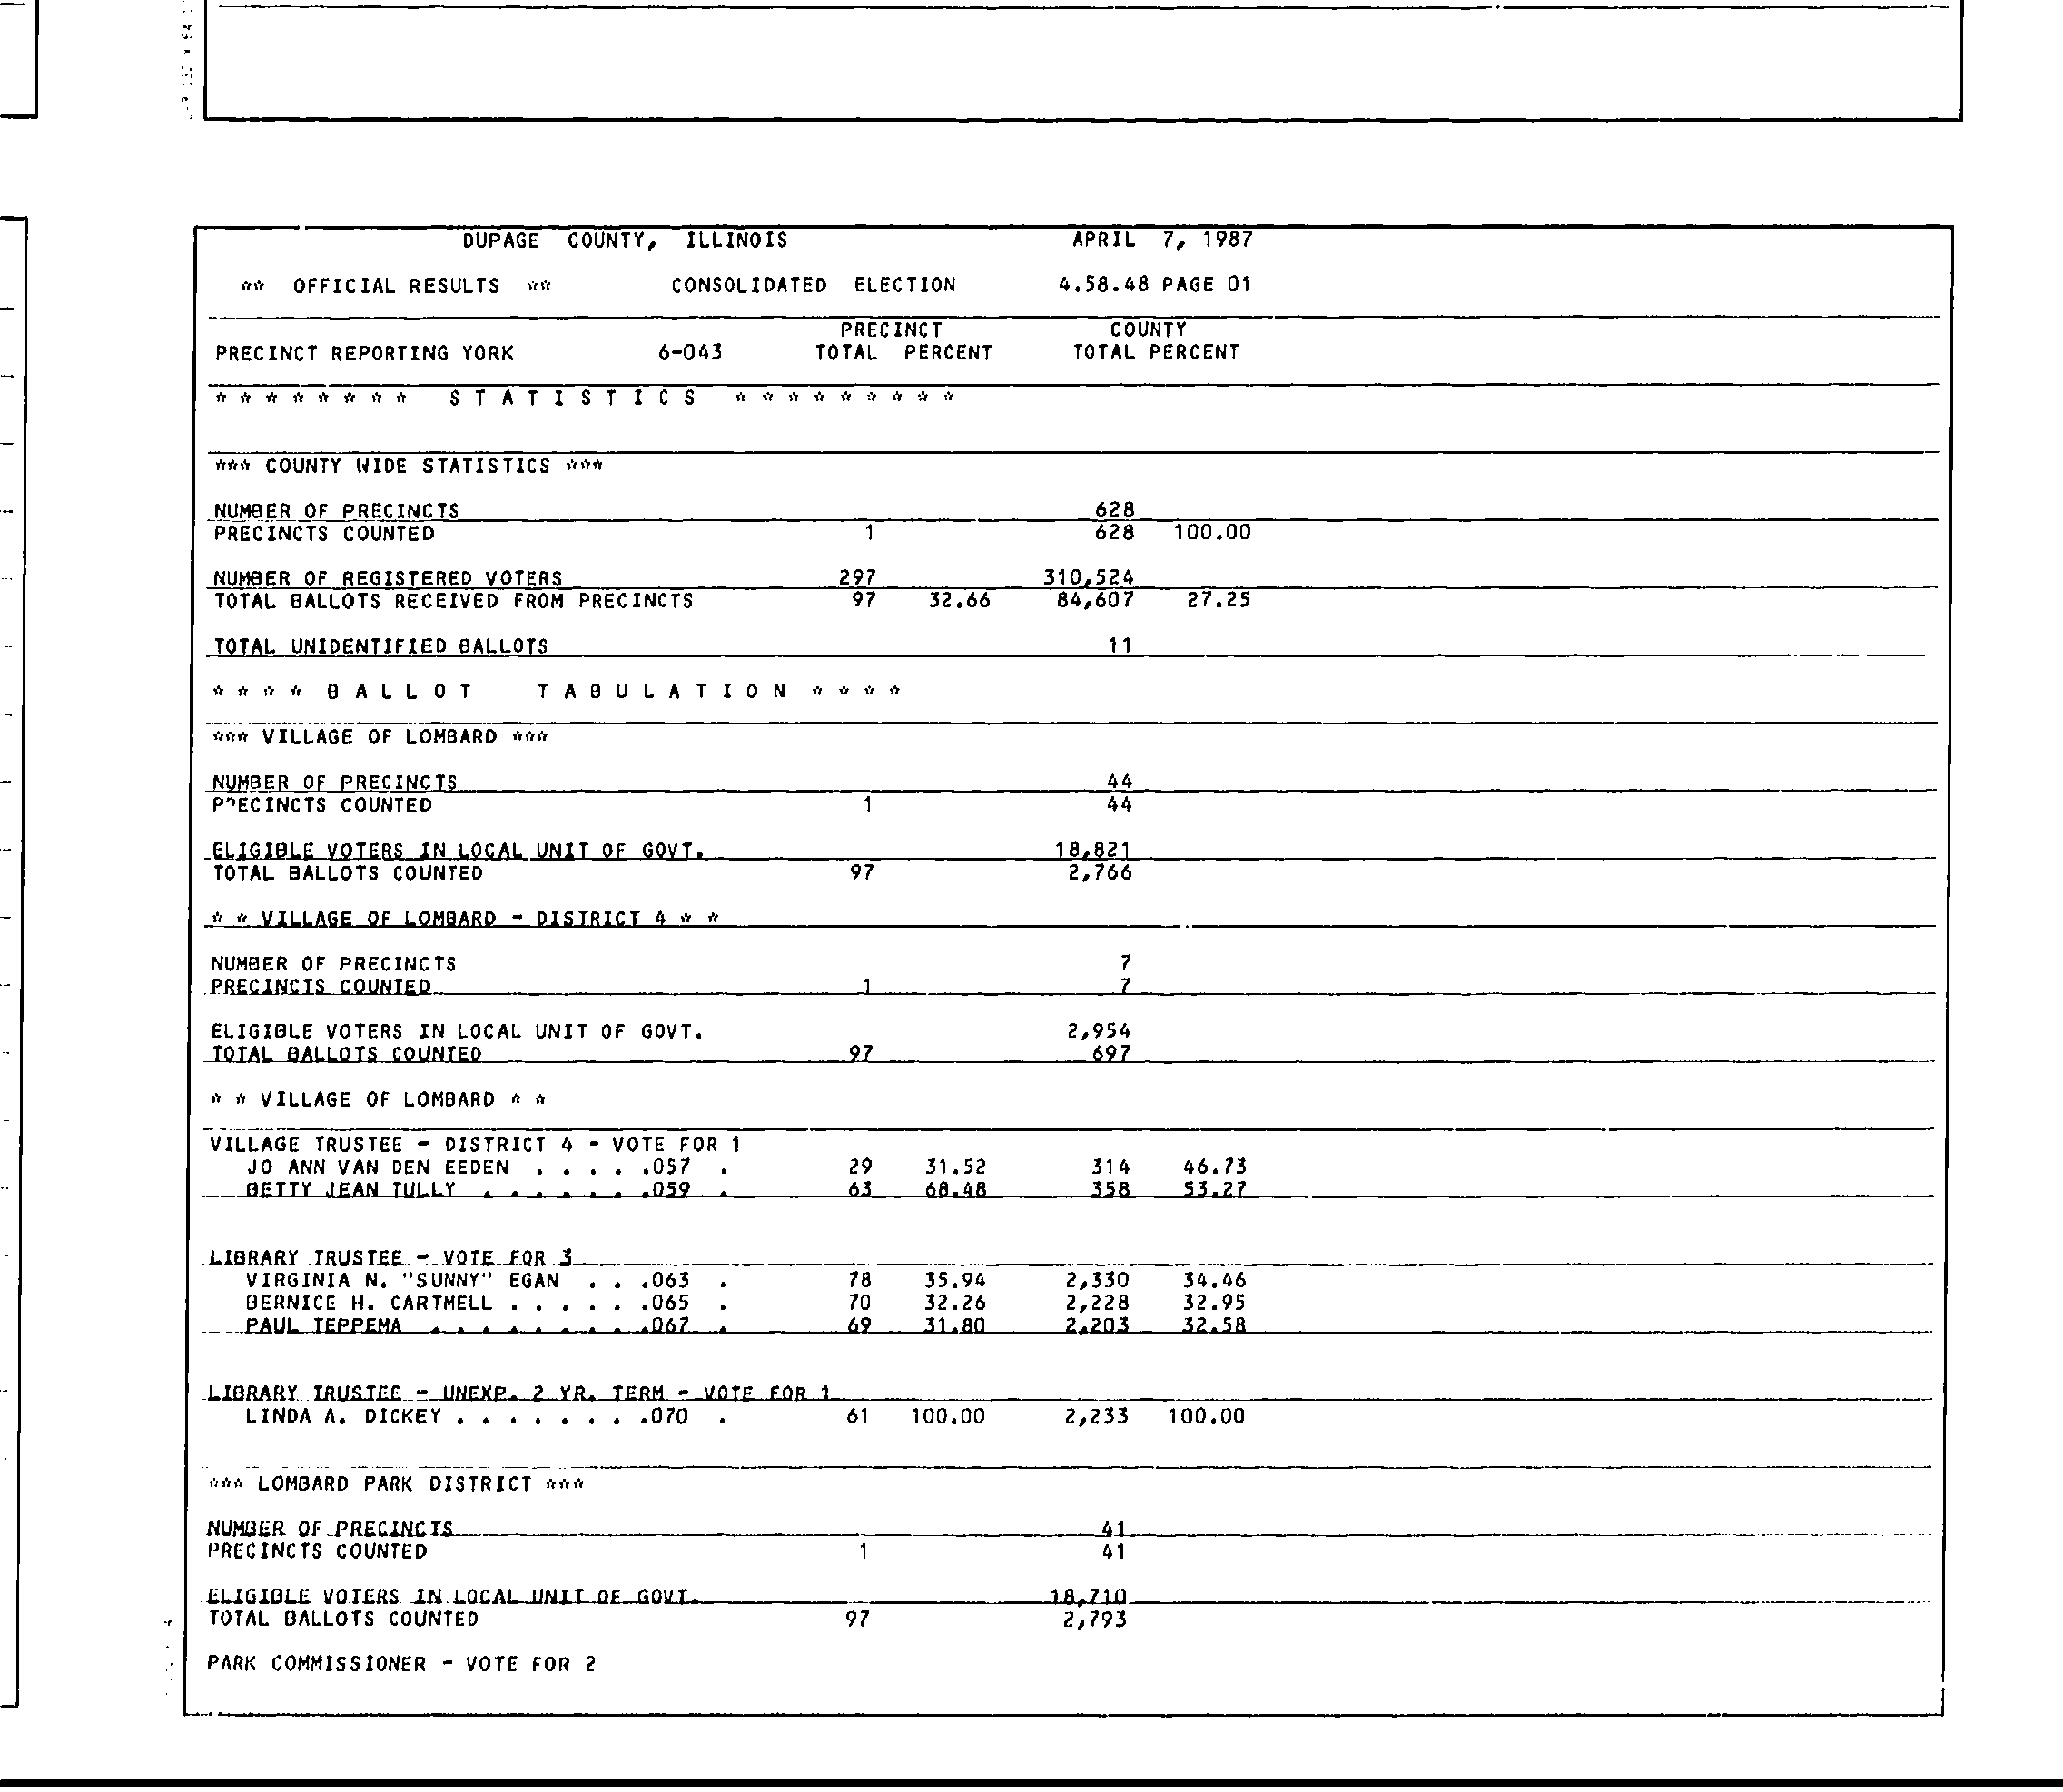 DUPAGE COUNTY, ILLINOIS APRIL 7, 1987
** OFFICIAL RESULTS ** CONSOLIDATED ELECTION 4.58.48 PAGE 01
PRECINCT COUNTY
PRECINCT REPORTING YORK 6-043 TOTAL PERCENT TOTAL PERCENT
* * * * * * * * S T A T I S T I C S * * * * * * * * *
*** COUNTY WIDE STATISTICS ***
NUMBER OF PRECINCTS 628
PRECINCTS COUNTED 1 628 100.00
NUMBER OF REGISTERED VOTERS 297 310,524
TOTAL BALLOTS RECEIVED FROM PRECINCTS 97 32.66 84,607 27.25
TOTAL UNIDENTIFIED BALLOTS 11
* * * * B A L L O T T A B U L A T I O N * * * *
*** VILLAGE OF LOMBARD ***
NUMBER OF PRECINCTS 44
PRECINCTS COUNTED 1 44
ELIGIBLE VOTERS IN LOCAL UNIT OF GOVT. 18,821
TOTAL BALLOTS COUNTED 97 2,766
* * VILLAGE OF LOMBARD - DISTRICT 4 * *
NUMBER OF PRECINCTS 7
PRECINCTS COUNTED 1 7
ELIGIBLE VOTERS IN LOCAL UNIT OF GOVT. 2,954
TOTAL BALLOTS COUNTED 97 697
* * VILLAGE OF LOMBARD * *
VILLAGE TRUSTEE - DISTRICT 4 - VOTE FOR 1
JO ANN VAN DEN EEDEN . . . . .057 . 29 31.52 314 46.73
BETTY JEAN TULLY . . . . . . .059 . 63 68.48 358 53.27
LIBRARY TRUSTEE - VOTE FOR 3
VIRGINIA N. "SUNNY" EGAN . . .063 . 78 35.94 2,330 34.46
BERNICE H. CARTMELL . . . . . .065 . 70 32.26 2,228 32.95
PAUL TEPPEMA . . . . . . . . .067 . 69 31.80 2,203 32.58
LIBRARY TRUSTEE - UNEXP. 2 YR. TERM - VOTE FOR 1
LINDA A. DICKEY . . . . . . . .070 . 61 100.00 2,233 100.00
*** LOMBARD PARK DISTRICT ***
NUMBER OF PRECINCTS 41
PRECINCTS COUNTED 1 41
ELIGIBLE VOTERS IN LOCAL UNIT OF GOVT. 18,710
TOTAL BALLOTS COUNTED 97 2,793
PARK COMMISSIONER - VOTE FOR 2